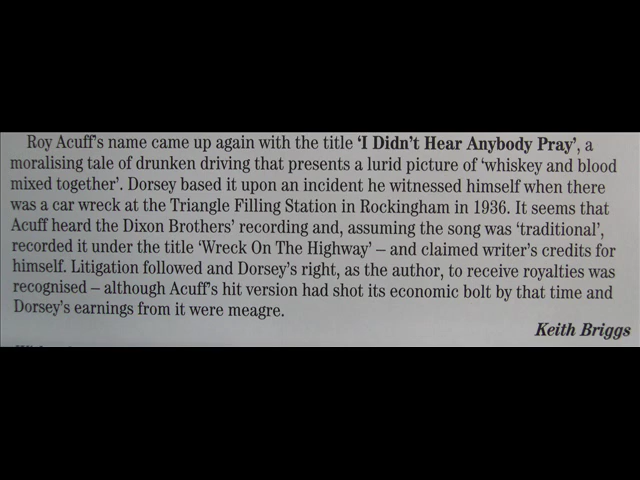 Roy Acuff's name came up again with the title 'I Didn't Hear Anybody Pray', a
moralising tale of drunken driving that presents a lurid picture of 'whiskey and blood
mixed together'. Dorsey based it upon an incident he witnessed himself when there
was a car wreck at the Triangle Filling Station in Rockingham in 1936. It seems that
Acuff heard the Dixon Brothers' recording and, assuming the song was 'traditional',
recorded it under the title 'Wreck On The Highway' – and claimed writer's credits for
himself. Litigation followed and Dorsey's right, as the author, to receive royalties was
recognised – although Acuff's hit version had shot its economic bolt by that time and
Dorsey's earnings from it were meagre.
Keith Briggs